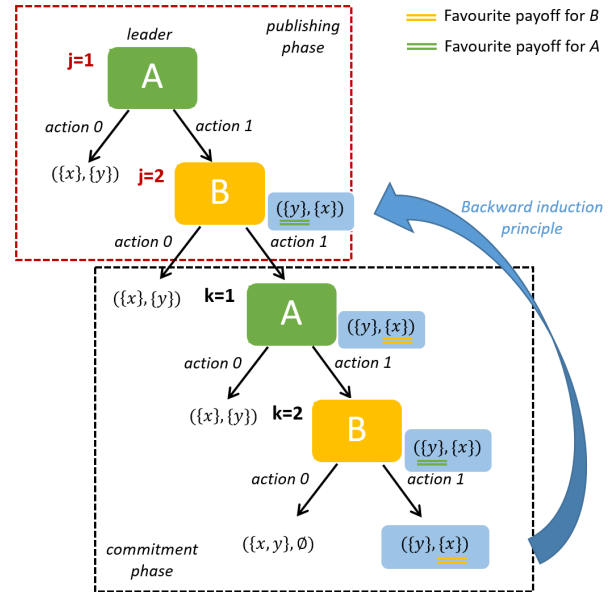 Favourite payoff for B
Favourite payoff for A
leader
publishing
phase
j=1
A
action 0
action 1
({x},{y})
j=2
B
({y},{x})
Backward induction
principle
action 0
action 1
({x},{y})
k=1
A
({y},{x})
action 0
action 1
({x},{y})
k=2
B
({y},{x})
action 0
action 1
({x, y}, ∅)
({y},{x})
commitment
phase